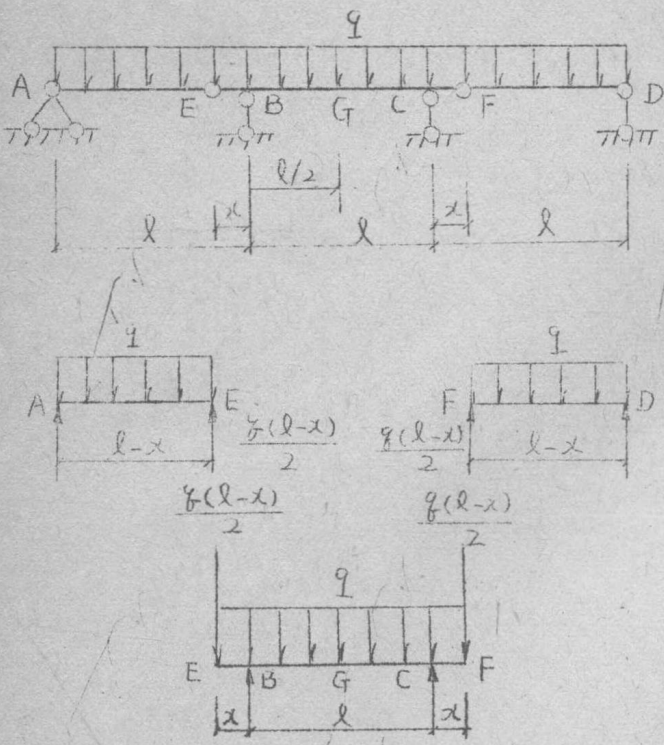 q
A E B G C F D
l/2
x x
l l l
q q
A E F D
l-x l-x
q(l-x)/2 q(l-x)/2
q(l-x)/2 q(l-x)/2
q
E B G C F
x l x